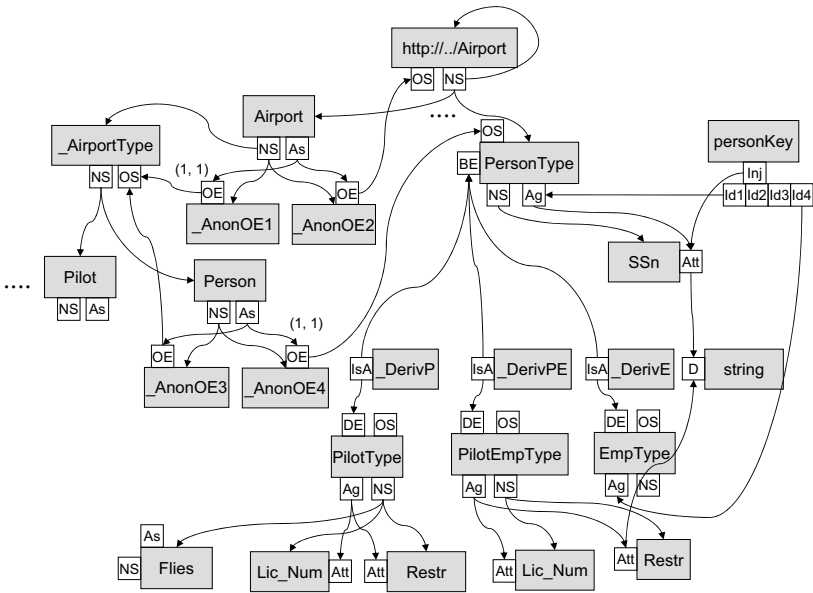 http://../Airport
OS NS
Airport
NS As
....
_AirportType
NS OS
(1, 1)
OE
OE
_AnonOE1
_AnonOE2
OS
BE
PersonType
NS Ag
personKey
Inj
Id1 Id2 Id3 Id4
SSn
Att
....
Pilot
NS As
Person
NS As
(1, 1)
OE
OE
_AnonOE3
_AnonOE4
IsA
_DerivP
IsA
_DerivPE
IsA
_DerivE
D
string
DE OS
PilotType
Ag NS
DE OS
PilotEmpType
Ag NS
DE OS
EmpType
Ag NS
As
NS
Flies
Lic_Num
Att
Att
Restr
Att
Lic_Num
Att
Restr